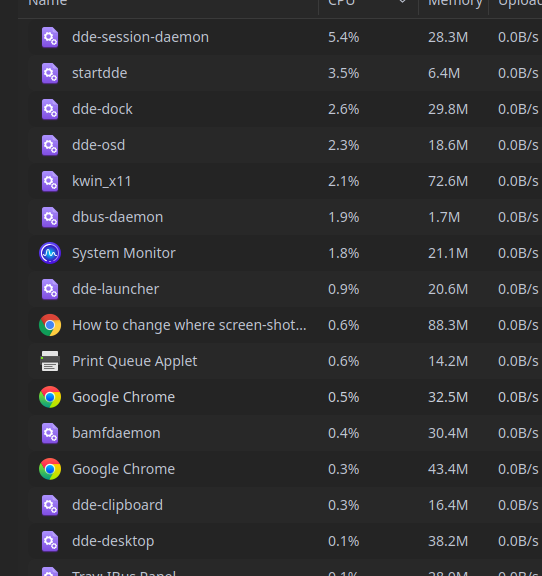 Name CPU Memory Upload
dde-session-daemon 5.4% 28.3M 0.0B/s
startdde 3.5% 6.4M 0.0B/s
dde-dock 2.6% 29.8M 0.0B/s
dde-osd 2.3% 18.6M 0.0B/s
kwin_x11 2.1% 72.6M 0.0B/s
dbus-daemon 1.9% 1.7M 0.0B/s
System Monitor 1.8% 21.1M 0.0B/s
dde-launcher 0.9% 20.6M 0.0B/s
How to change where screen-shot... 0.6% 88.3M 0.0B/s
Print Queue Applet 0.6% 14.2M 0.0B/s
Google Chrome 0.5% 32.5M 0.0B/s
bamfdaemon 0.4% 30.4M 0.0B/s
Google Chrome 0.3% 43.4M 0.0B/s
dde-clipboard 0.3% 16.4M 0.0B/s
dde-desktop 0.1% 38.2M 0.0B/s
Tray: IBus Panel 0.1% 28.0M 0.0B/s